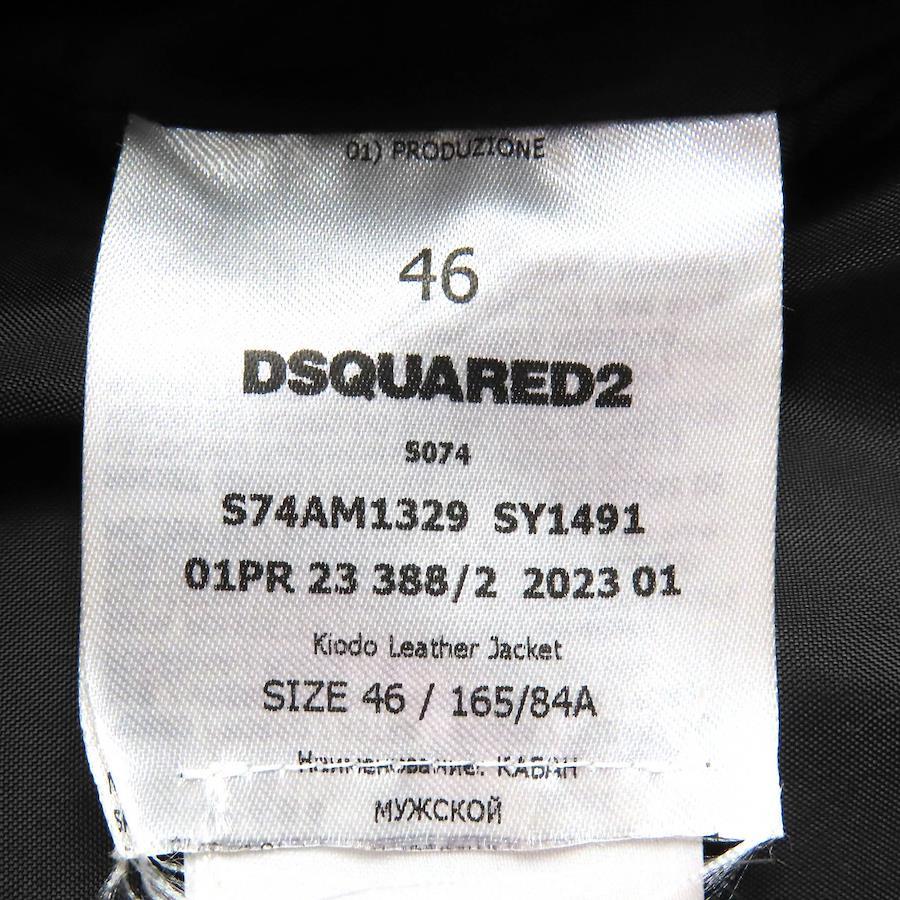 01) PRODUZIONE
46
DSQUARED2
S074
S74AM1329 SY1491
01PR 23 388/2 2023 01
Kiodo Leather Jacket
SIZE 46 / 165/84A
Наименование: КАБАН
МУЖСКОЙ